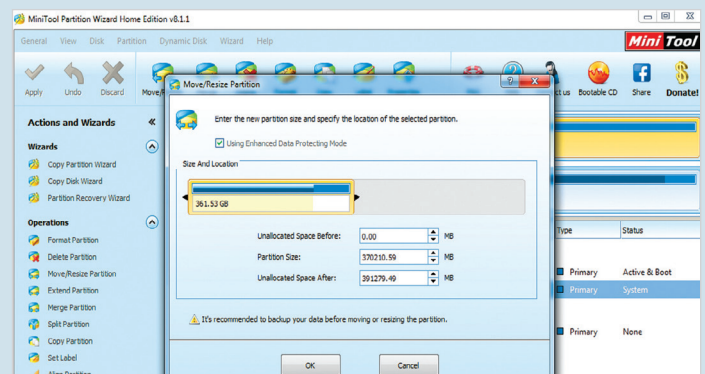 MiniTool Partition Wizard Home Edition v8.1.1
General View Disk Partition Dynamic Disk Wizard Help
Mini Tool
Apply Undo Discard Move/R ct us Bootable CD Share Donate!
Move/Resize Partition
Enter the new partition size and specify the location of the selected partition.
Using Enhanced Data Protecting Mode
Size And Location
361.53 GB
Unallocated Space Before: 0.00 MB
Partition Size: 370210.59 MB
Unallocated Space After: 391279.49 MB
It's recommended to backup your data before moving or resizing the partition.
OK Cancel
Actions and Wizards
Wizards
Copy Partition Wizard
Copy Disk Wizard
Partition Recovery Wizard
Operations
Format Partition
Delete Partition
Move/Resize Partition
Extend Partition
Merge Partition
Split Partition
Copy Partition
Set Label
Align Partition
Type Status
Primary Active & Boot
Primary System
Primary None